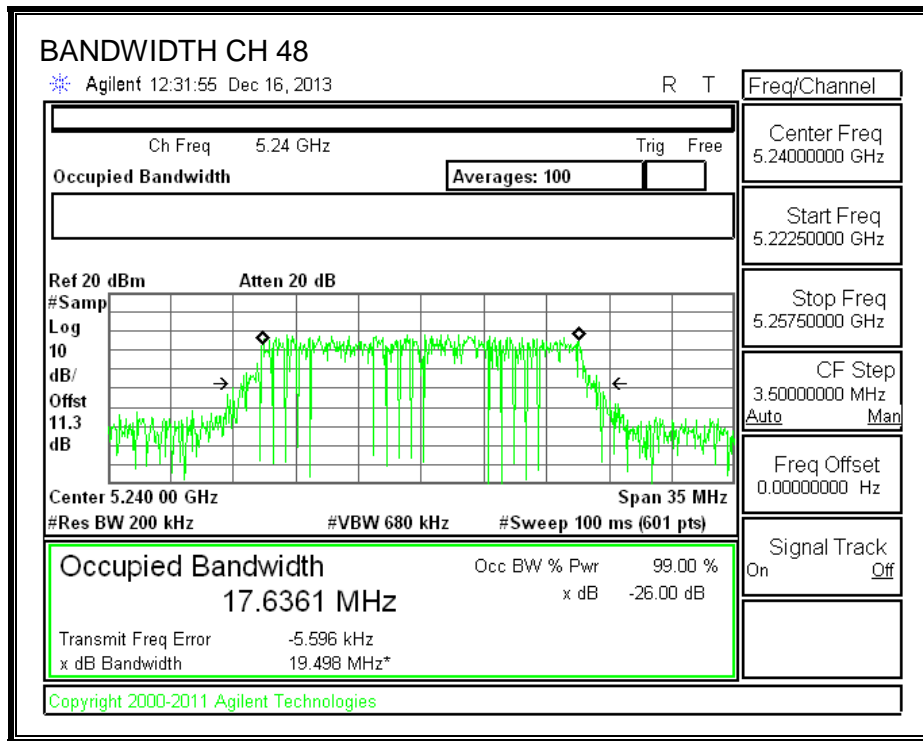 BANDWIDTH CH 48
Agilent 12:31:55 Dec 16, 2013 R T
Ch Freq 5.24 GHz Trig Free
Occupied Bandwidth Averages: 100
Ref 20 dBm Atten 20 dB
#Samp
Log
10
dB/
Offst
11.3
dB
Center 5.240 00 GHz Span 35 MHz
#Res BW 200 kHz #VBW 680 kHz #Sweep 100 ms (601 pts)
Occupied Bandwidth Occ BW % Pwr 99.00 %
17.6361 MHz x dB -26.00 dB
Transmit Freq Error -5.596 kHz
x dB Bandwidth 19.498 MHz*
Copyright 2000-2011 Agilent Technologies
Freq/Channel
Center Freq
5.24000000 GHz
Start Freq
5.22250000 GHz
Stop Freq
5.25750000 GHz
CF Step
3.50000000 MHz
Auto Man
Freq Offset
0.00000000 Hz
Signal Track
On Off